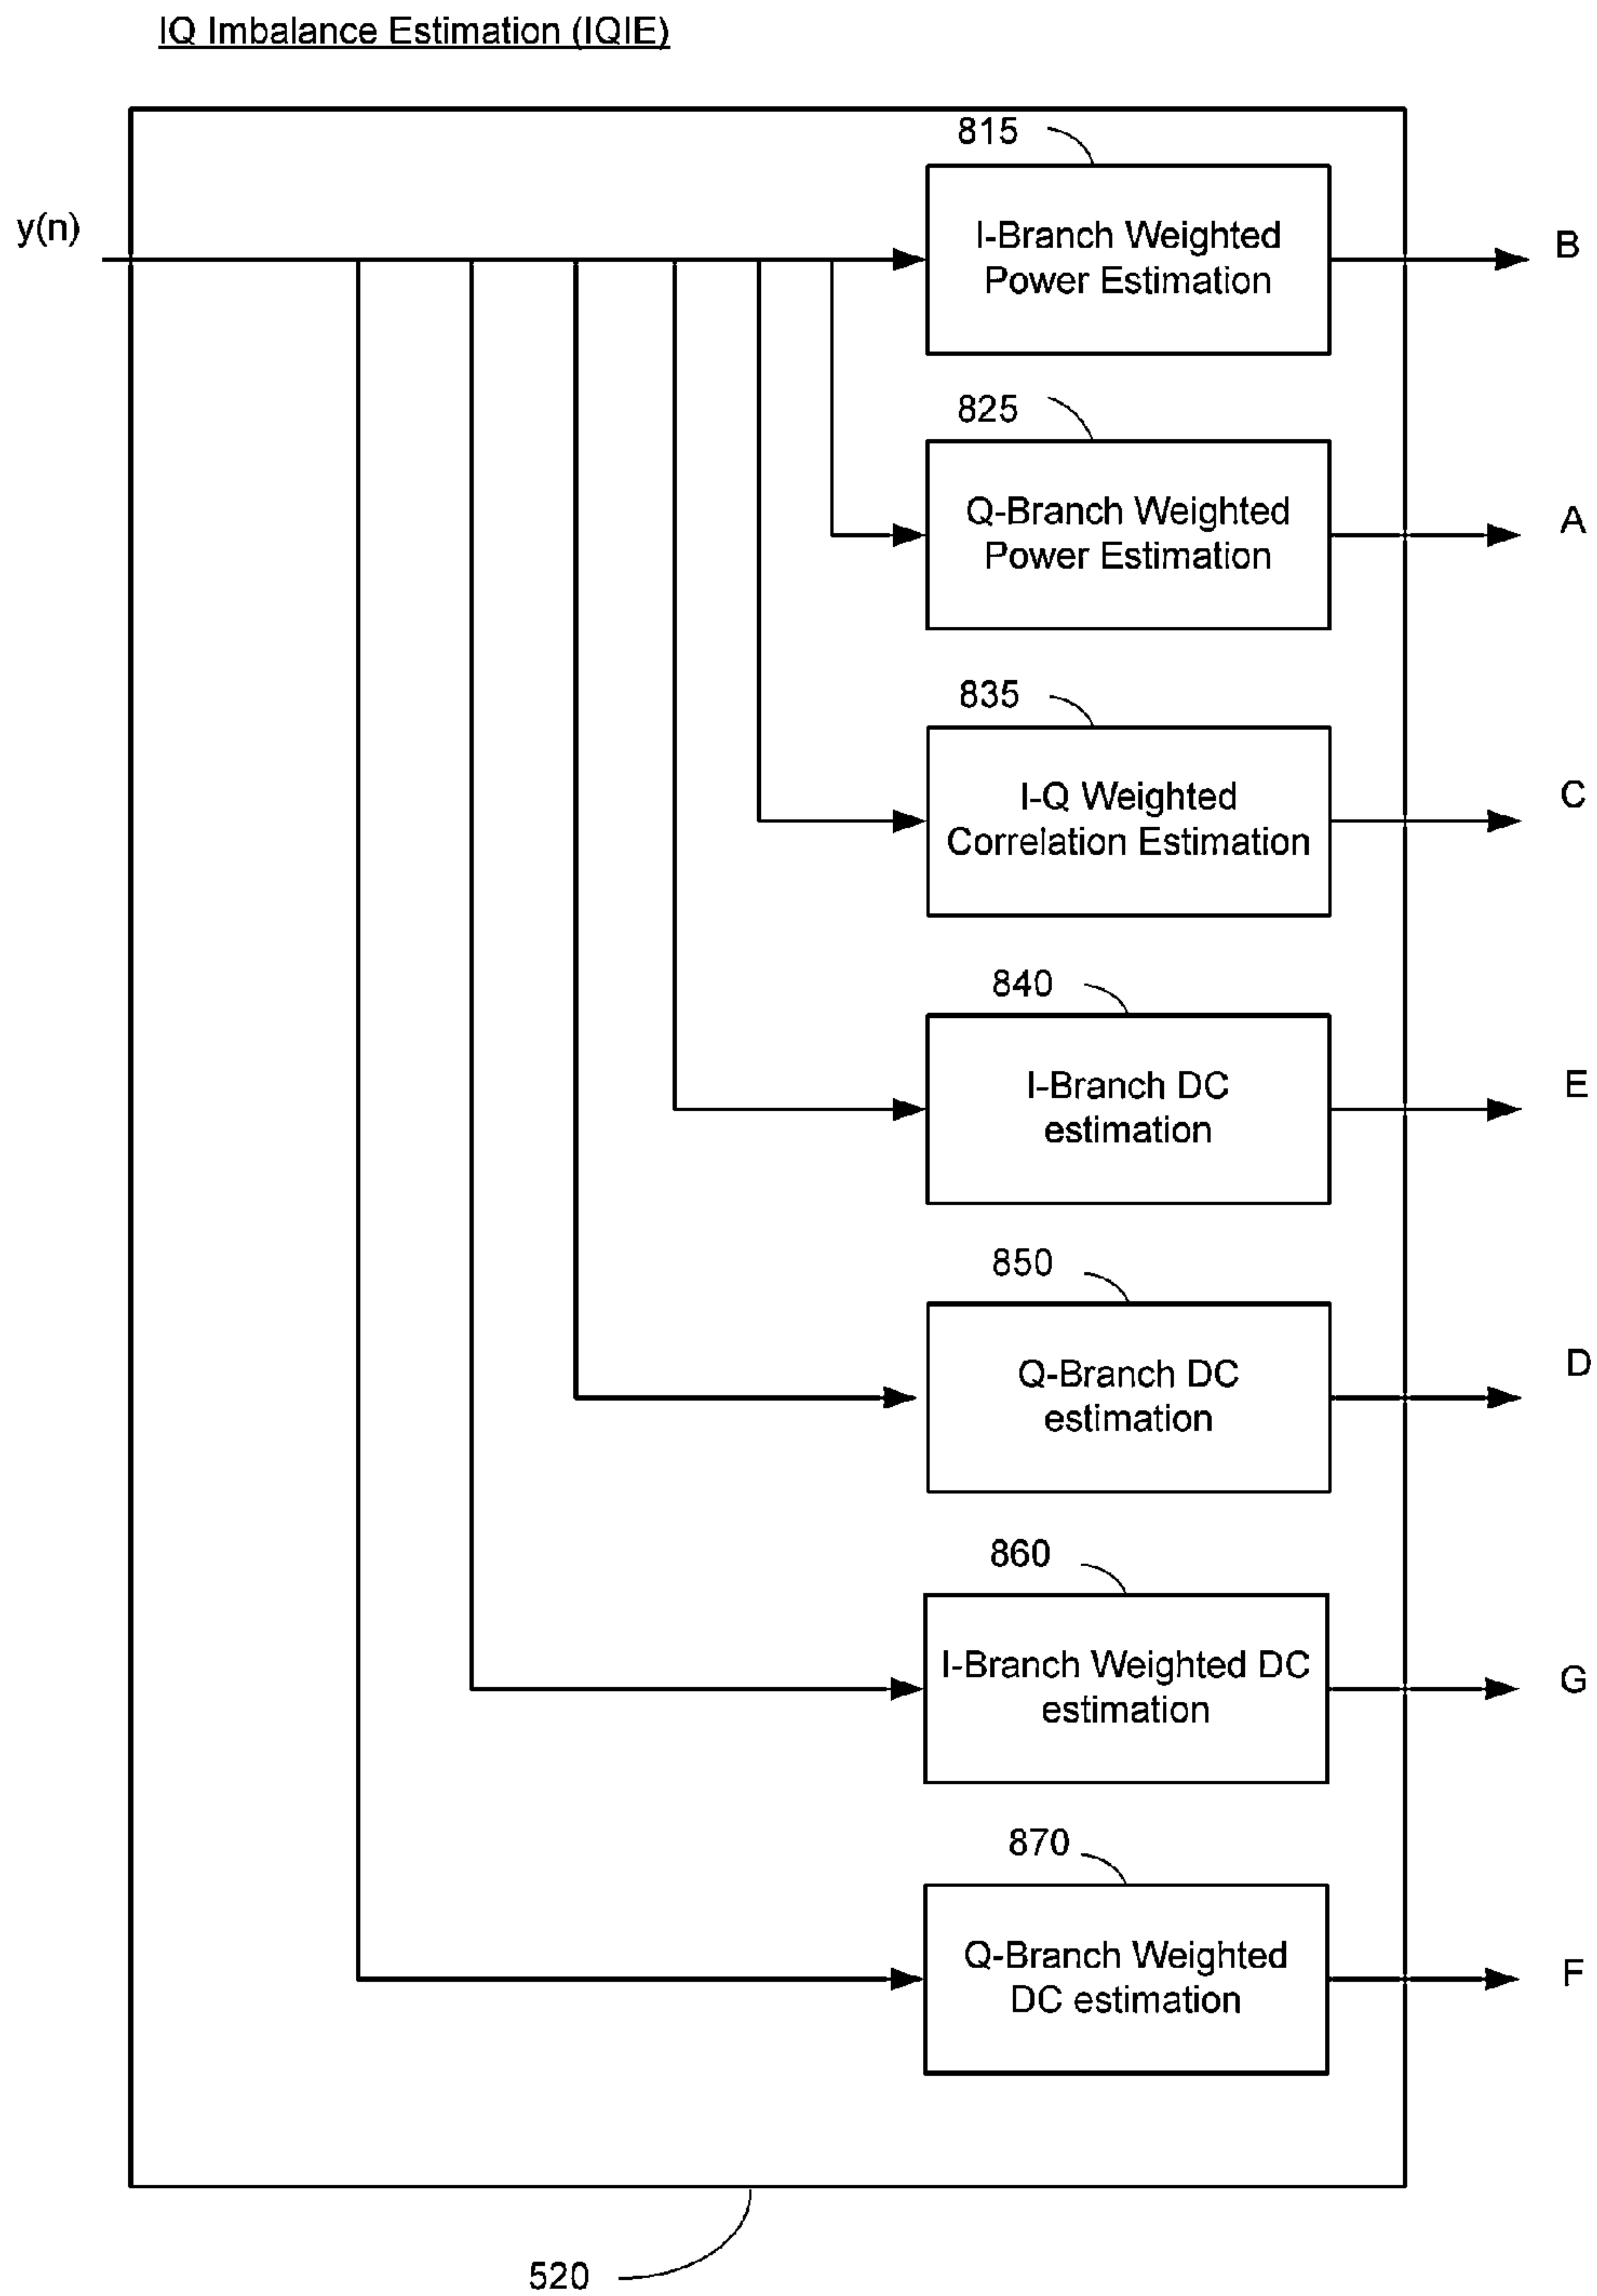 IQ Imbalance Estimation (IQIE)
815
y(n)
I-Branch Weighted
Power Estimation
B
825
Q-Branch Weighted
Power Estimation
A
835
I-Q Weighted
Correlation Estimation
C
840
I-Branch DC
estimation
E
850
Q-Branch DC
estimation
D
860
I-Branch Weighted DC
estimation
G
870
Q-Branch Weighted
DC estimation
F
520